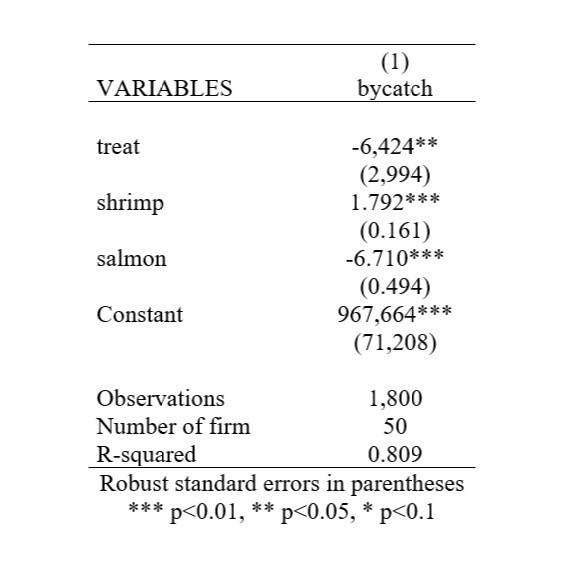 (1)
VARIABLES bycatch
treat -6,424**
(2,994)
shrimp 1.792***
(0.161)
salmon -6.710***
(0.494)
Constant 967,664***
(71,208)
Observations 1,800
Number of firm 50
R-squared 0.809
Robust standard errors in parentheses
*** p<0.01, ** p<0.05, * p<0.1